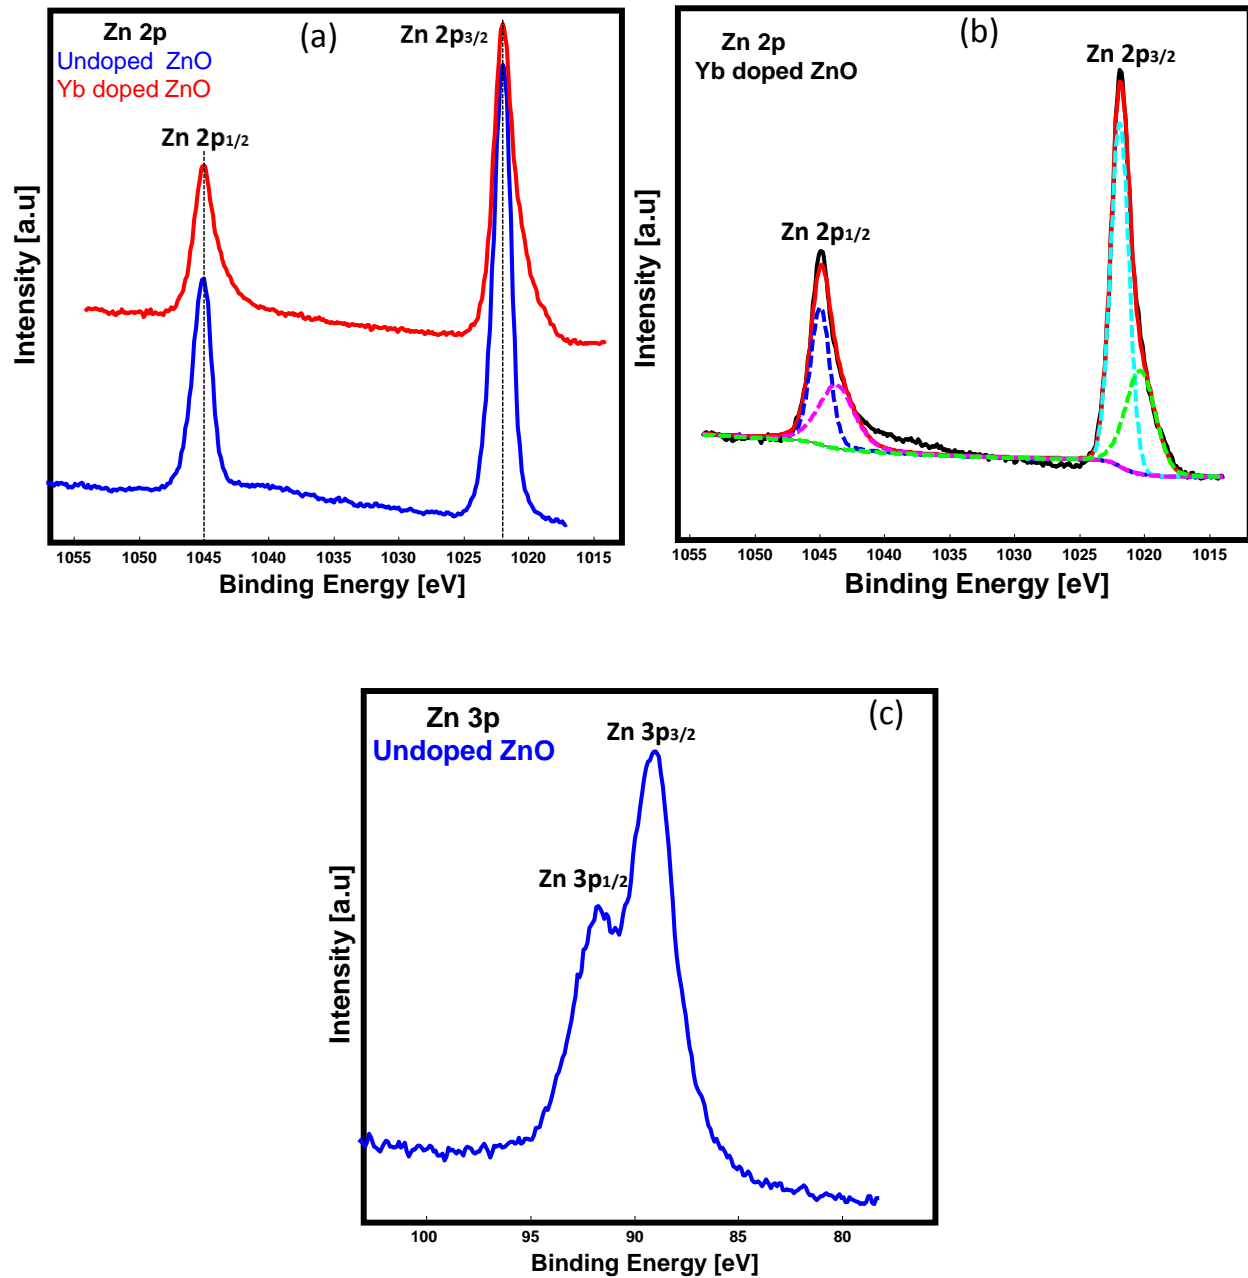 Zn 2p
Undoped ZnO
Yb doped ZnO
(a)
Zn 2p3/2
Zn 2p1/2
Intensity [a.u]
1055 1050 1045 1040 1035 1030 1025 1020 1015
Binding Energy [eV]
Zn 2p
Yb doped ZnO
(b)
Zn 2p3/2
Zn 2p1/2
Intensity [a.u]
1055 1050 1045 1040 1035 1030 1025 1020 1015
Binding Energy [eV]
Zn 3p
Undoped ZnO
(c)
Zn 3p3/2
Zn 3p1/2
Intensity [a.u]
100 95 90 85 80
Binding Energy [eV]